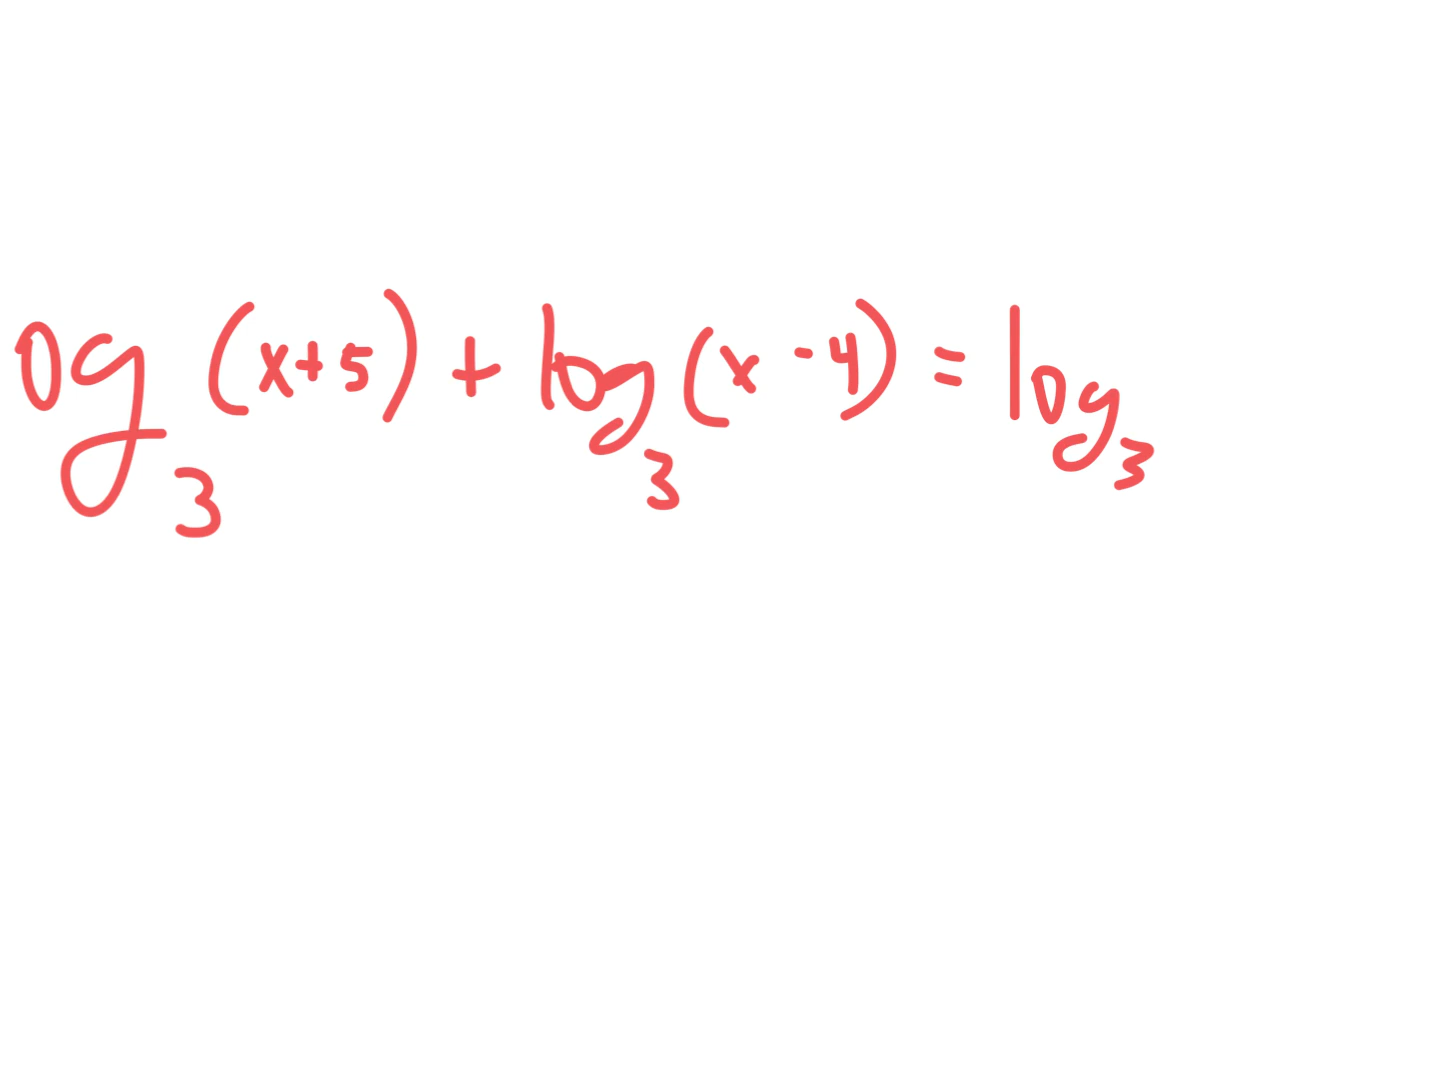 og₃ (x+5) + log₃ (x-4) = log₃